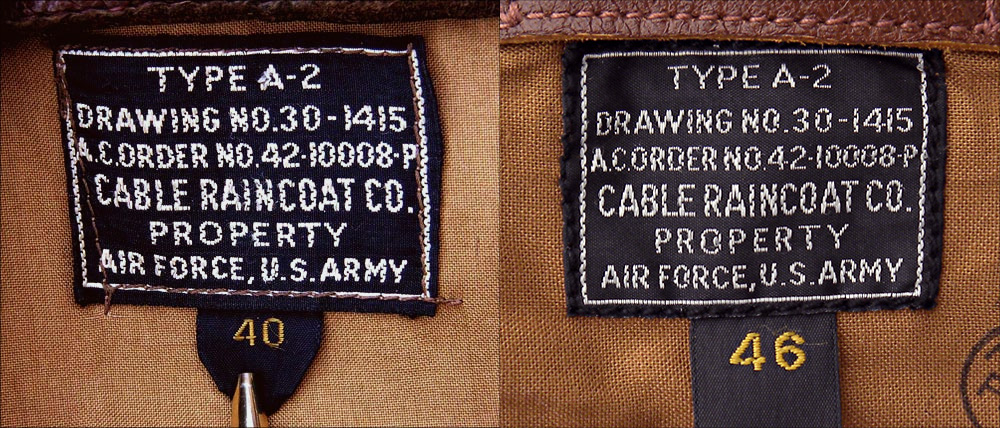 TYPE A-2
DRAWING NO.30-1415
A.C.ORDER NO.42-10008-P
CABLE RAINCOAT CO.
PROPERTY
AIR FORCE, U.S.ARMY
40
TYPE A-2
DRAWING NO.30-1415
A.C.ORDER NO.42-10008-P
CABLE RAINCOAT CO.
PROPERTY
AIR FORCE, U.S.ARMY
46